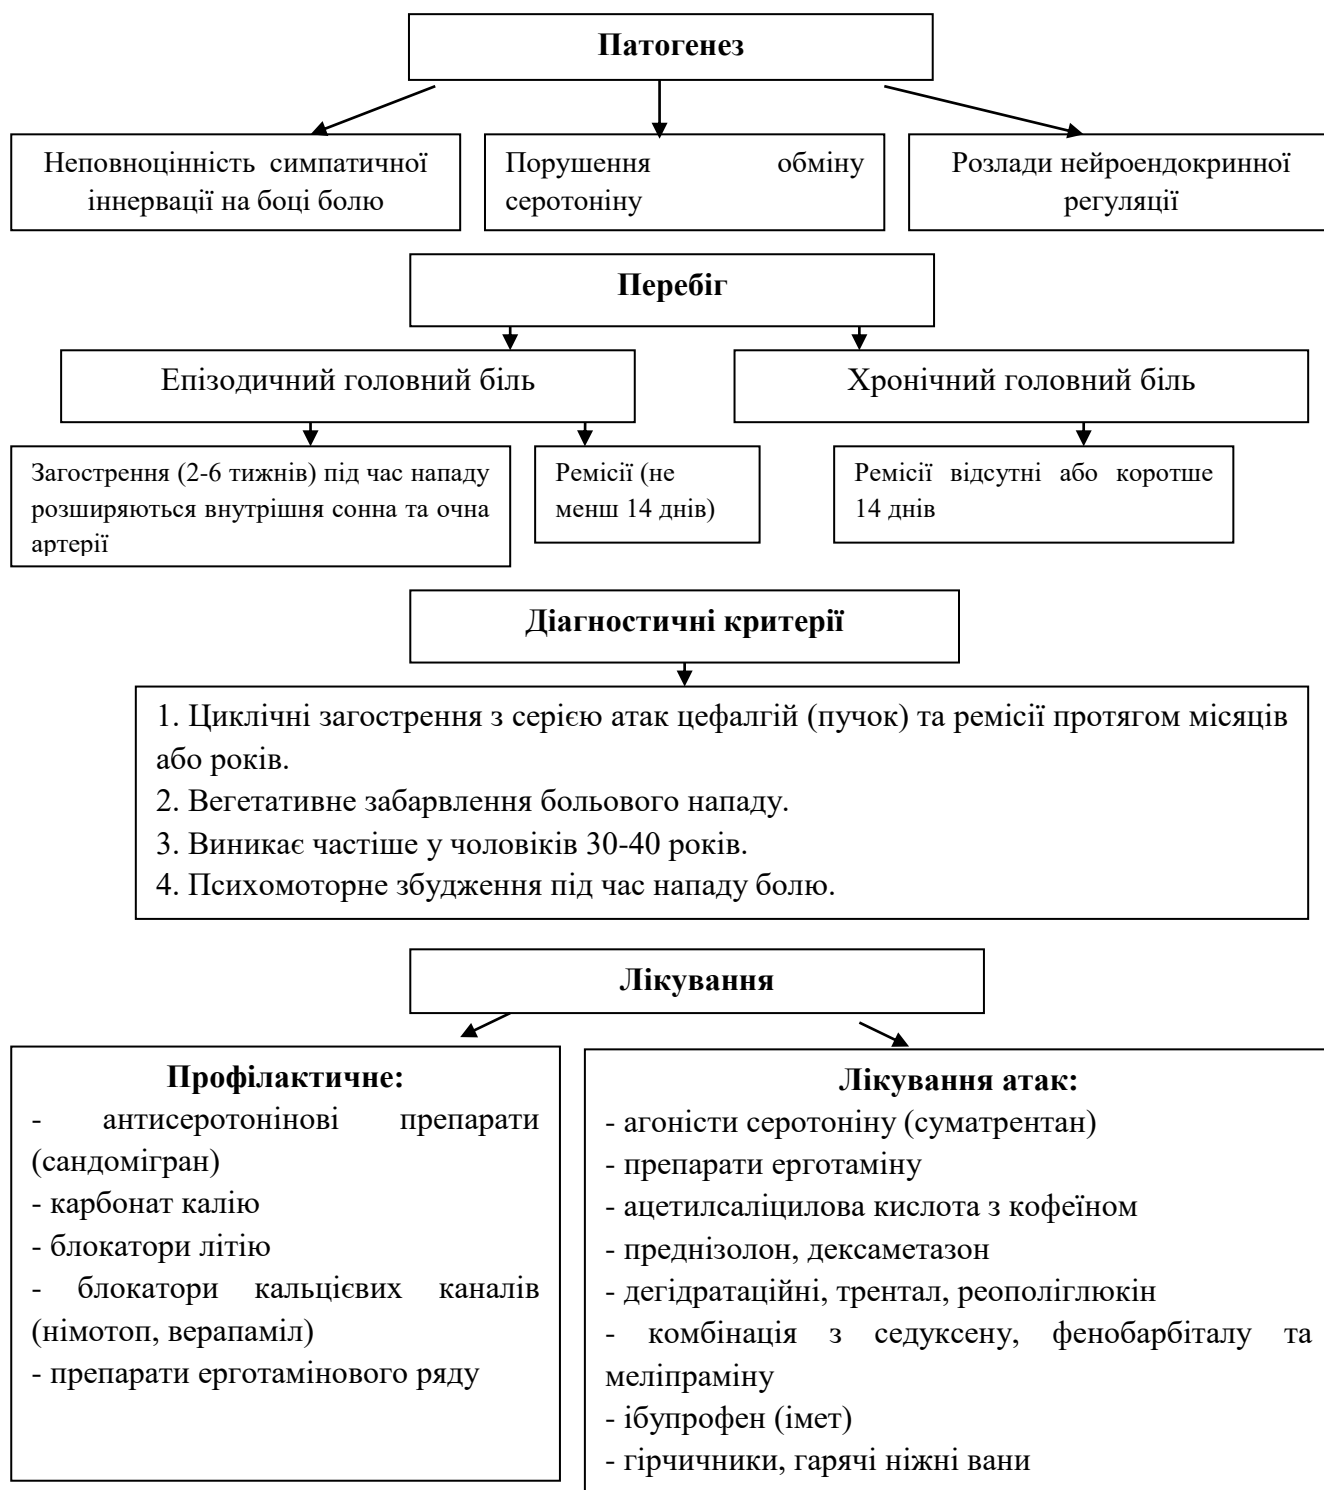 Патогенез
Неповноцінність симпатичної
іннервації на боці болю
Порушення обміну
серотоніну
Розлади нейроендокринної
регуляції
Перебіг
Епізодичний головний біль
Хронічний головний біль
Загострення (2-6 тижнів) під час нападу
розширяються внутрішня сонна та очна
артерії
Ремісії (не
менш 14 днів)
Ремісії відсутні або коротше
14 днів
Діагностичні критерії
1. Циклічні загострення з серією атак цефалгій (пучок) та ремісії протягом місяців
або років.
2. Вегетативне забарвлення больового нападу.
3. Виникає частіше у чоловіків 30-40 років.
4. Психомоторне збудження під час нападу болю.
Лікування
Профілактичне:
- антисеротонінові препарати
(сандомігран)
- карбонат калію
- блокатори літію
- блокатори кальцієвих каналів
(німотоп, верапаміл)
- препарати ерготамінового ряду
Лікування атак:
- агоністи серотоніну (суматрентан)
- препарати ерготаміну
- ацетилсаліцилова кислота з кофеїном
- преднізолон, дексаметазон
- дегідратаційні, трентал, реополіглюкін
- комбінація з седуксену, фенобарбіталу та
меліпраміну
- ібупрофен (імет)
- гірчичники, гарячі ніжні вани